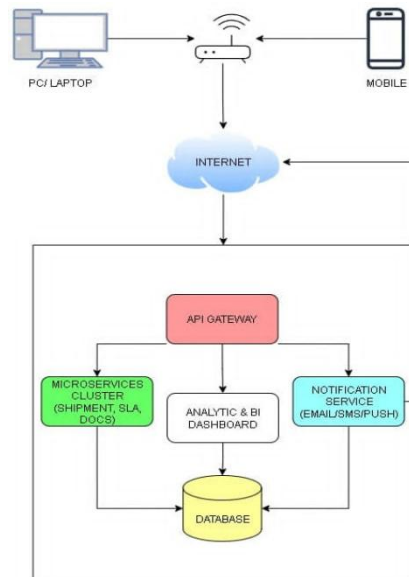 PC/ LAPTOP
MOBILE
INTERNET
API GATEWAY
MICROSERVICES
CLUSTER
(SHIPMENT, SLA,
DOCS)
ANALYTIC & BI
DASHBOARD
NOTIFICATION
SERVICE
(EMAIL/SMS/PUSH)
DATABASE